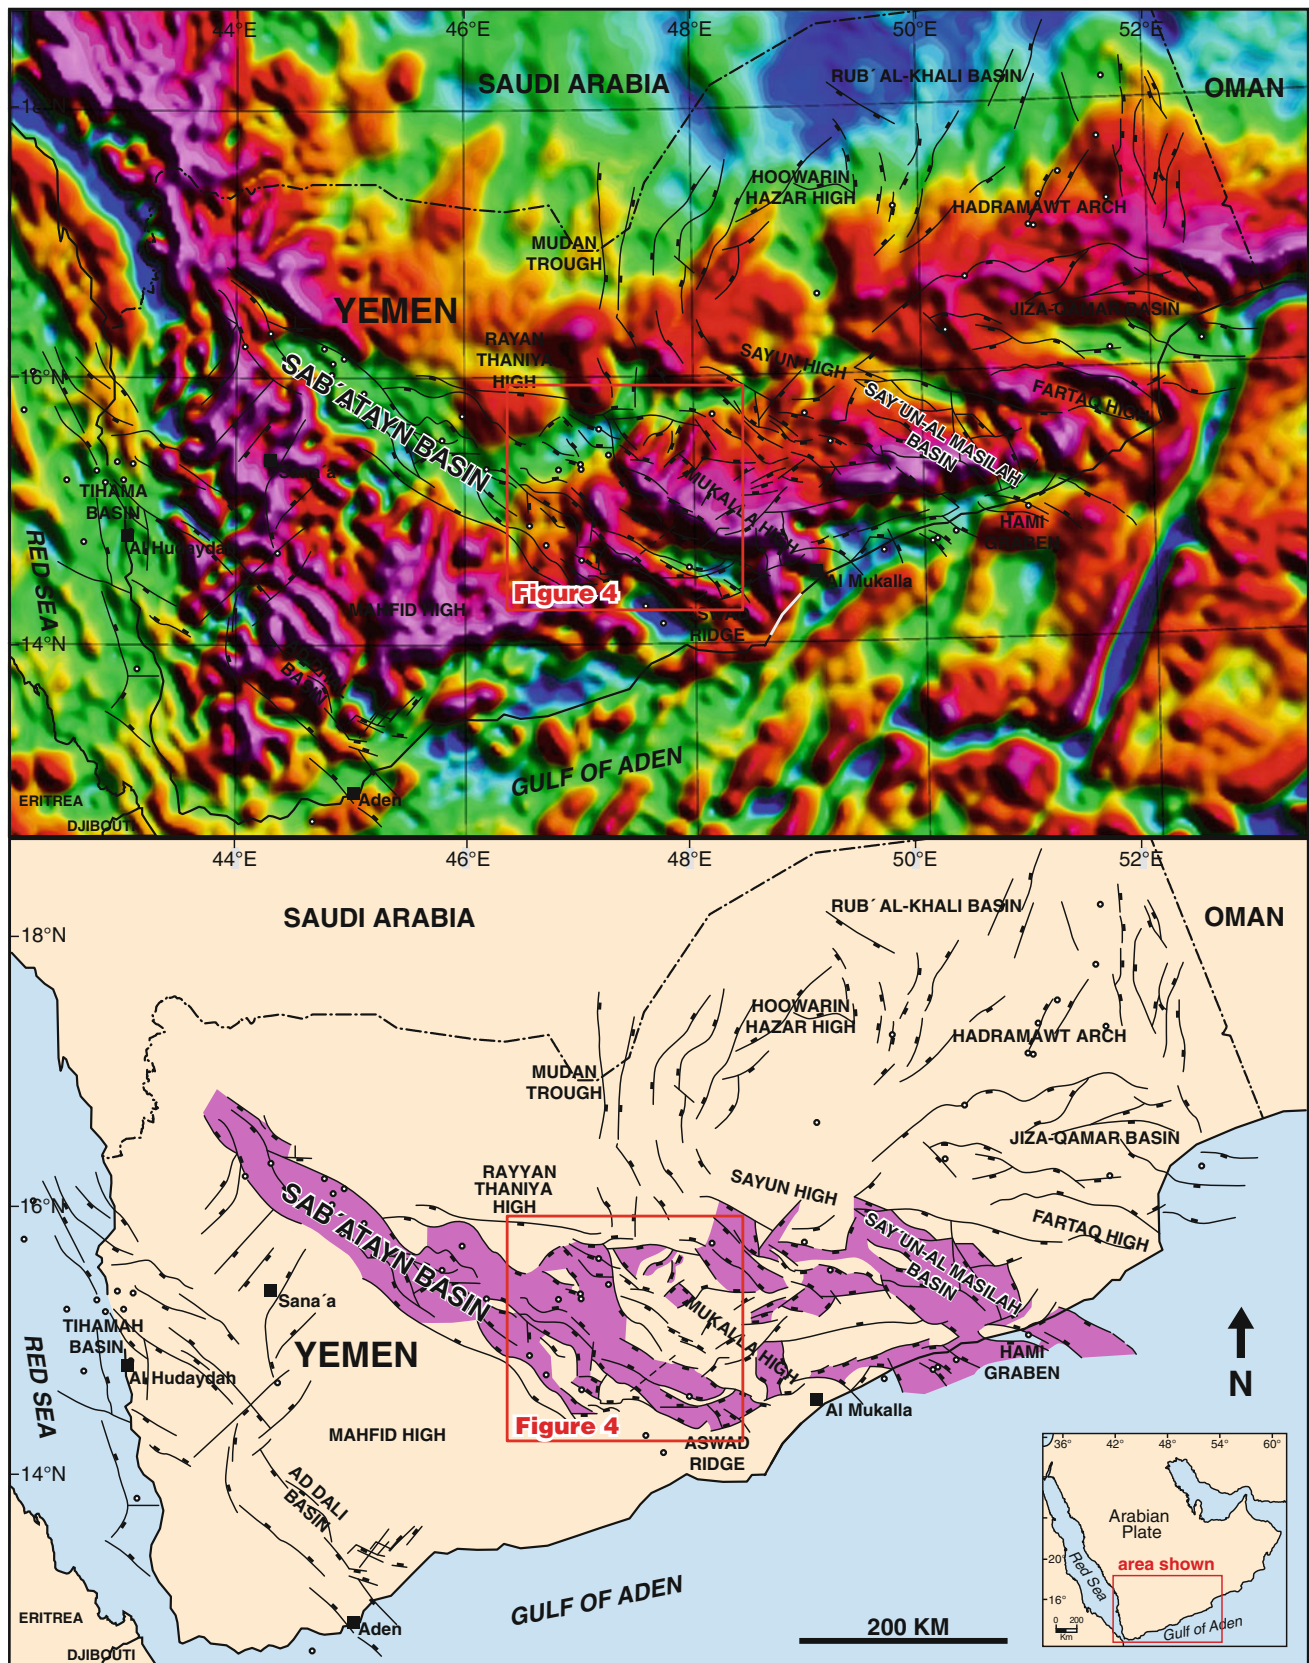 44°E 46°E 48°E 50°E 52°E
SAUDI ARABIA
RUB´ AL-KHALI BASIN
OMAN
18°N
HOOWARIN
HAZAR HIGH
HADRAMAWT ARCH
MUDAN
TROUGH
YEMEN
JIZA-QAMAR BASIN
RAYAN
THANIYA
HIGH
SAYUN HIGH
16°N
SAB´ATAYN BASIN
FARTAQ HIGH
SAY´UN-AL MASILAH
BASIN
Sana´a
MUKALLA HIGH
TIHAMA
BASIN
Al Hudaydah
HAMI
GRABEN
RED SEA
Al Mukalla
Figure 4
MAHFID HIGH
RIDGE
14°N
BASIN
GULF OF ADEN
Aden
ERITREA
DJIBOUTI
44°E 46°E 48°E 50°E 52°E
SAUDI ARABIA
RUB´ AL-KHALI BASIN
OMAN
18°N
HOOWARIN
HAZAR HIGH
HADRAMAWT ARCH
MUDAN
TROUGH
JIZA-QAMAR BASIN
RAYYAN
THANIYA
HIGH
SAYUN HIGH
16°N
SAB´ATAYN BASIN
FARTAQ HIGH
SAY´UN-AL MASILAH
BASIN
Sana´a
MUKALLA HIGH
TIHAMAH
BASIN
YEMEN
Al Hudaydah
HAMI
GRABEN
RED SEA
N
Al Mukalla
Figure 4
MAHFID HIGH
ASWAD
RIDGE
14°N
AD DALI
BASIN
GULF OF ADEN
200 KM
Aden
ERITREA
DJIBOUTI
36° 42° 48° 54° 60°
Arabian
Plate
20°
Red Sea
area shown
16°
0 200
Km
Gulf of Aden